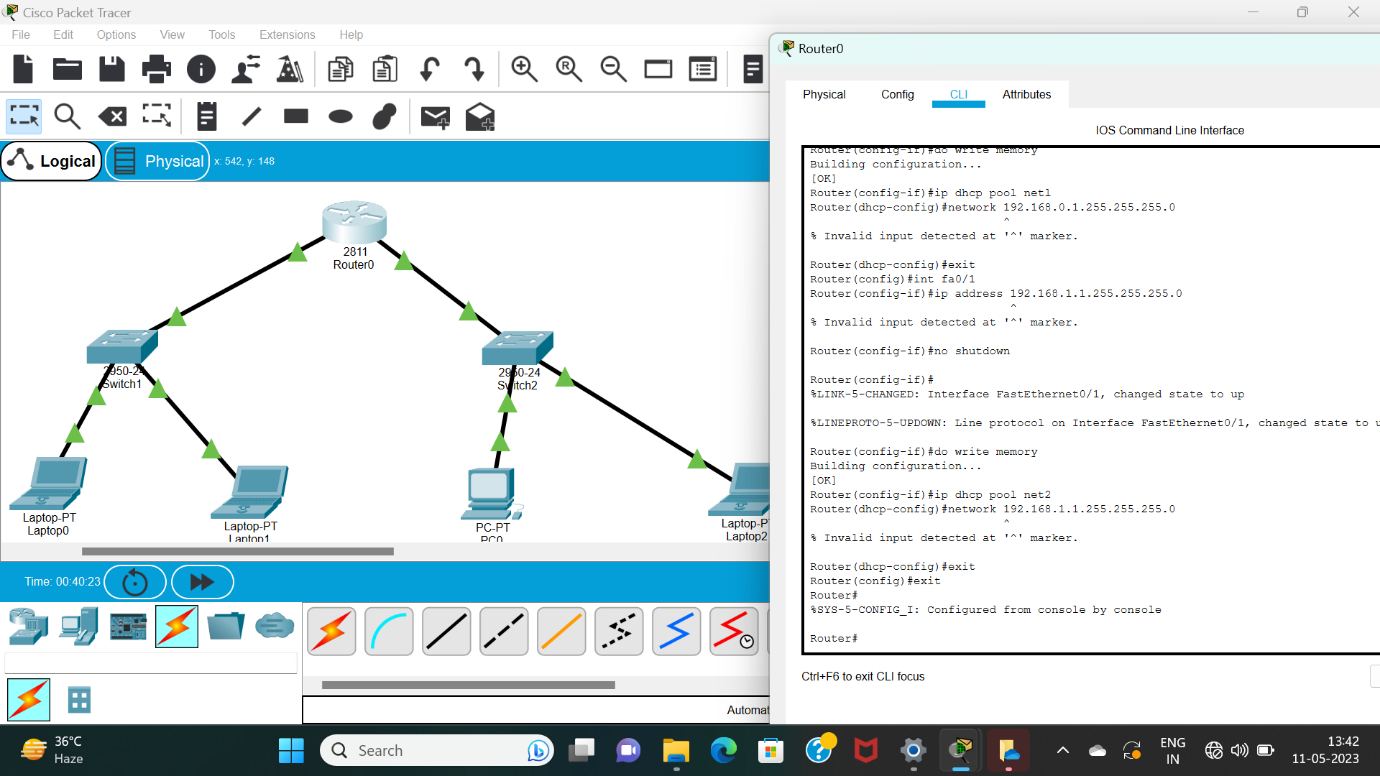 Cisco Packet Tracer
File Edit Options View Tools Extensions Help
Logical
Physical
x: 542, y: 148
2811
Router0
2950-24
Switch1
2950-24
Switch2
Laptop-PT
Laptop0
Laptop-PT
Laptop1
PC-PT
PC0
Laptop-P
Laptop2
Time: 00:40:23
Automat
Router0
Physical Config CLI Attributes
IOS Command Line Interface
Router(config-if)#do write memory
Building configuration...
[OK]
Router(config-if)#ip dhcp pool net1
Router(dhcp-config)#network 192.168.0.1.255.255.255.0
^
% Invalid input detected at '^' marker.
Router(dhcp-config)#exit
Router(config)#int fa0/1
Router(config-if)#ip address 192.168.1.1.255.255.255.0
^
% Invalid input detected at '^' marker.
Router(config-if)#no shutdown
Router(config-if)#
%LINK-5-CHANGED: Interface FastEthernet0/1, changed state to up
%LINEPROTO-5-UPDOWN: Line protocol on Interface FastEthernet0/1, changed state to u
Router(config-if)#do write memory
Building configuration...
[OK]
Router(config-if)#ip dhcp pool net2
Router(dhcp-config)#network 192.168.1.1.255.255.255.0
^
% Invalid input detected at '^' marker.
Router(dhcp-config)#exit
Router(config)#exit
Router#
%SYS-5-CONFIG_I: Configured from console by console
Router#
Ctrl+F6 to exit CLI focus
36°C
Haze
Search
ENG
IN
13:42
11-05-2023